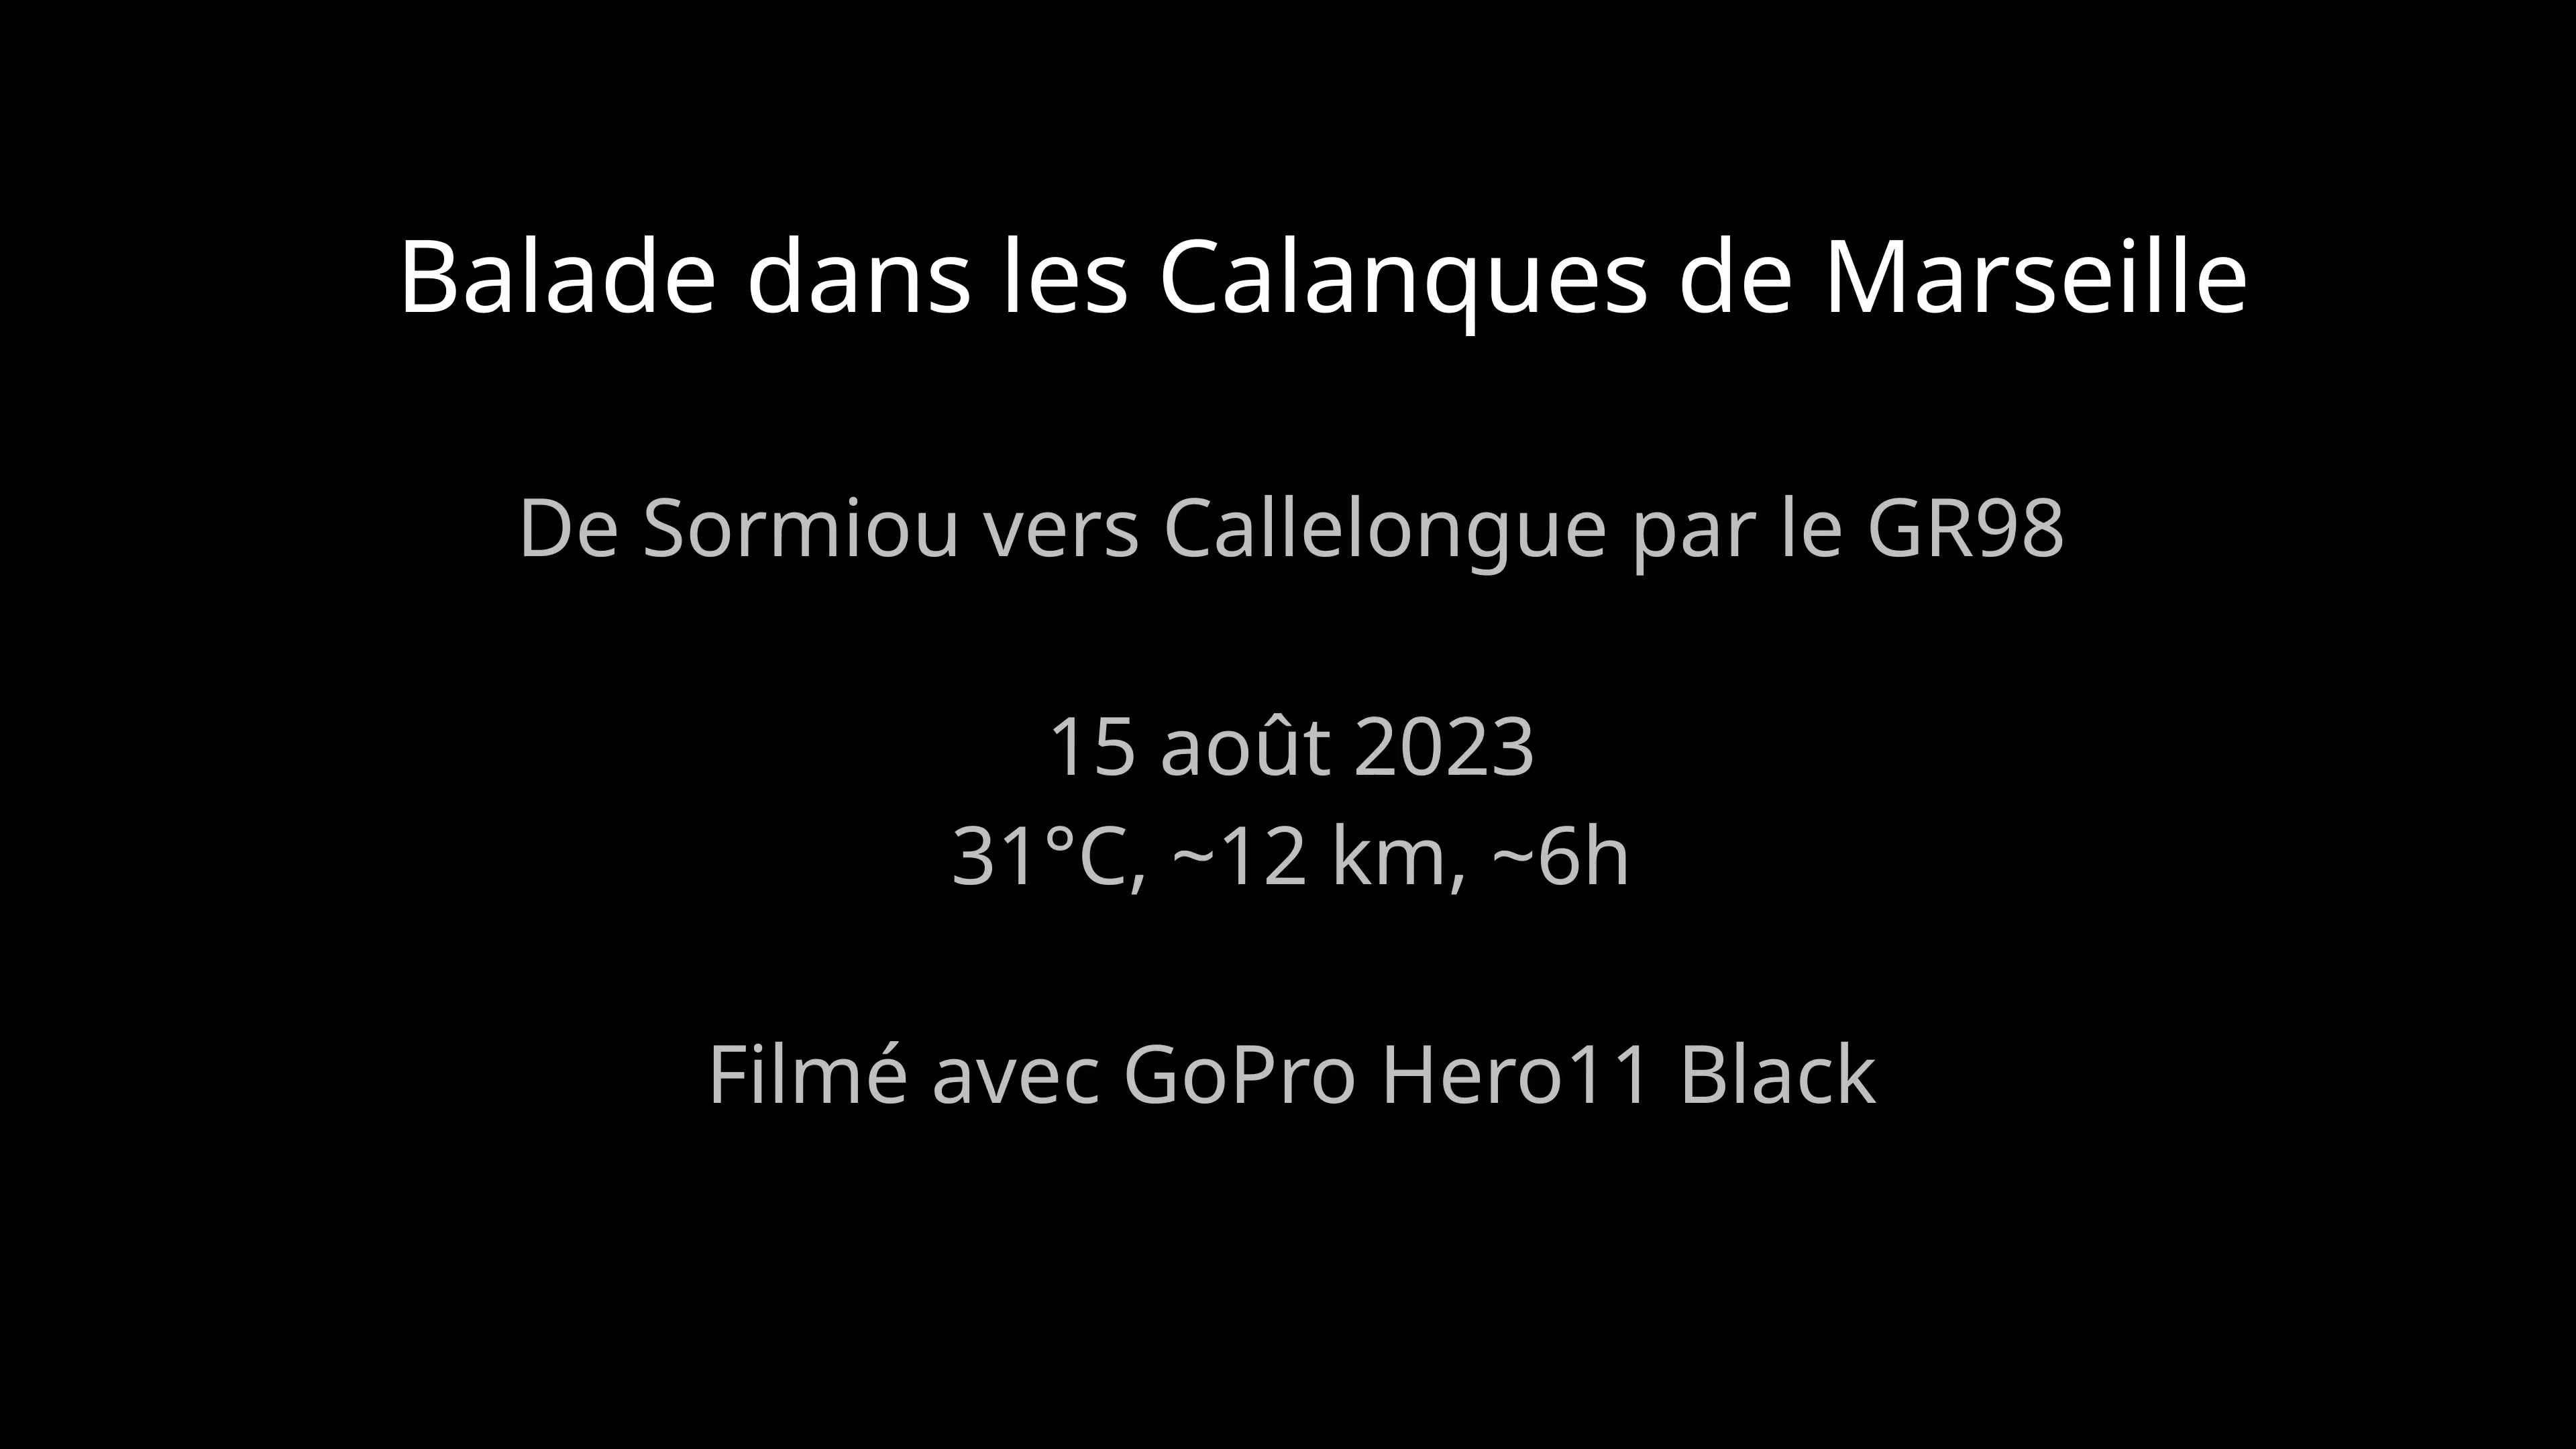 Balade dans les Calanques de Marseille
De Sormiou vers Callelongue par le GR98
15 août 2023
31°C, ~12 km, ~6h
Filmé avec GoPro Hero11 Black